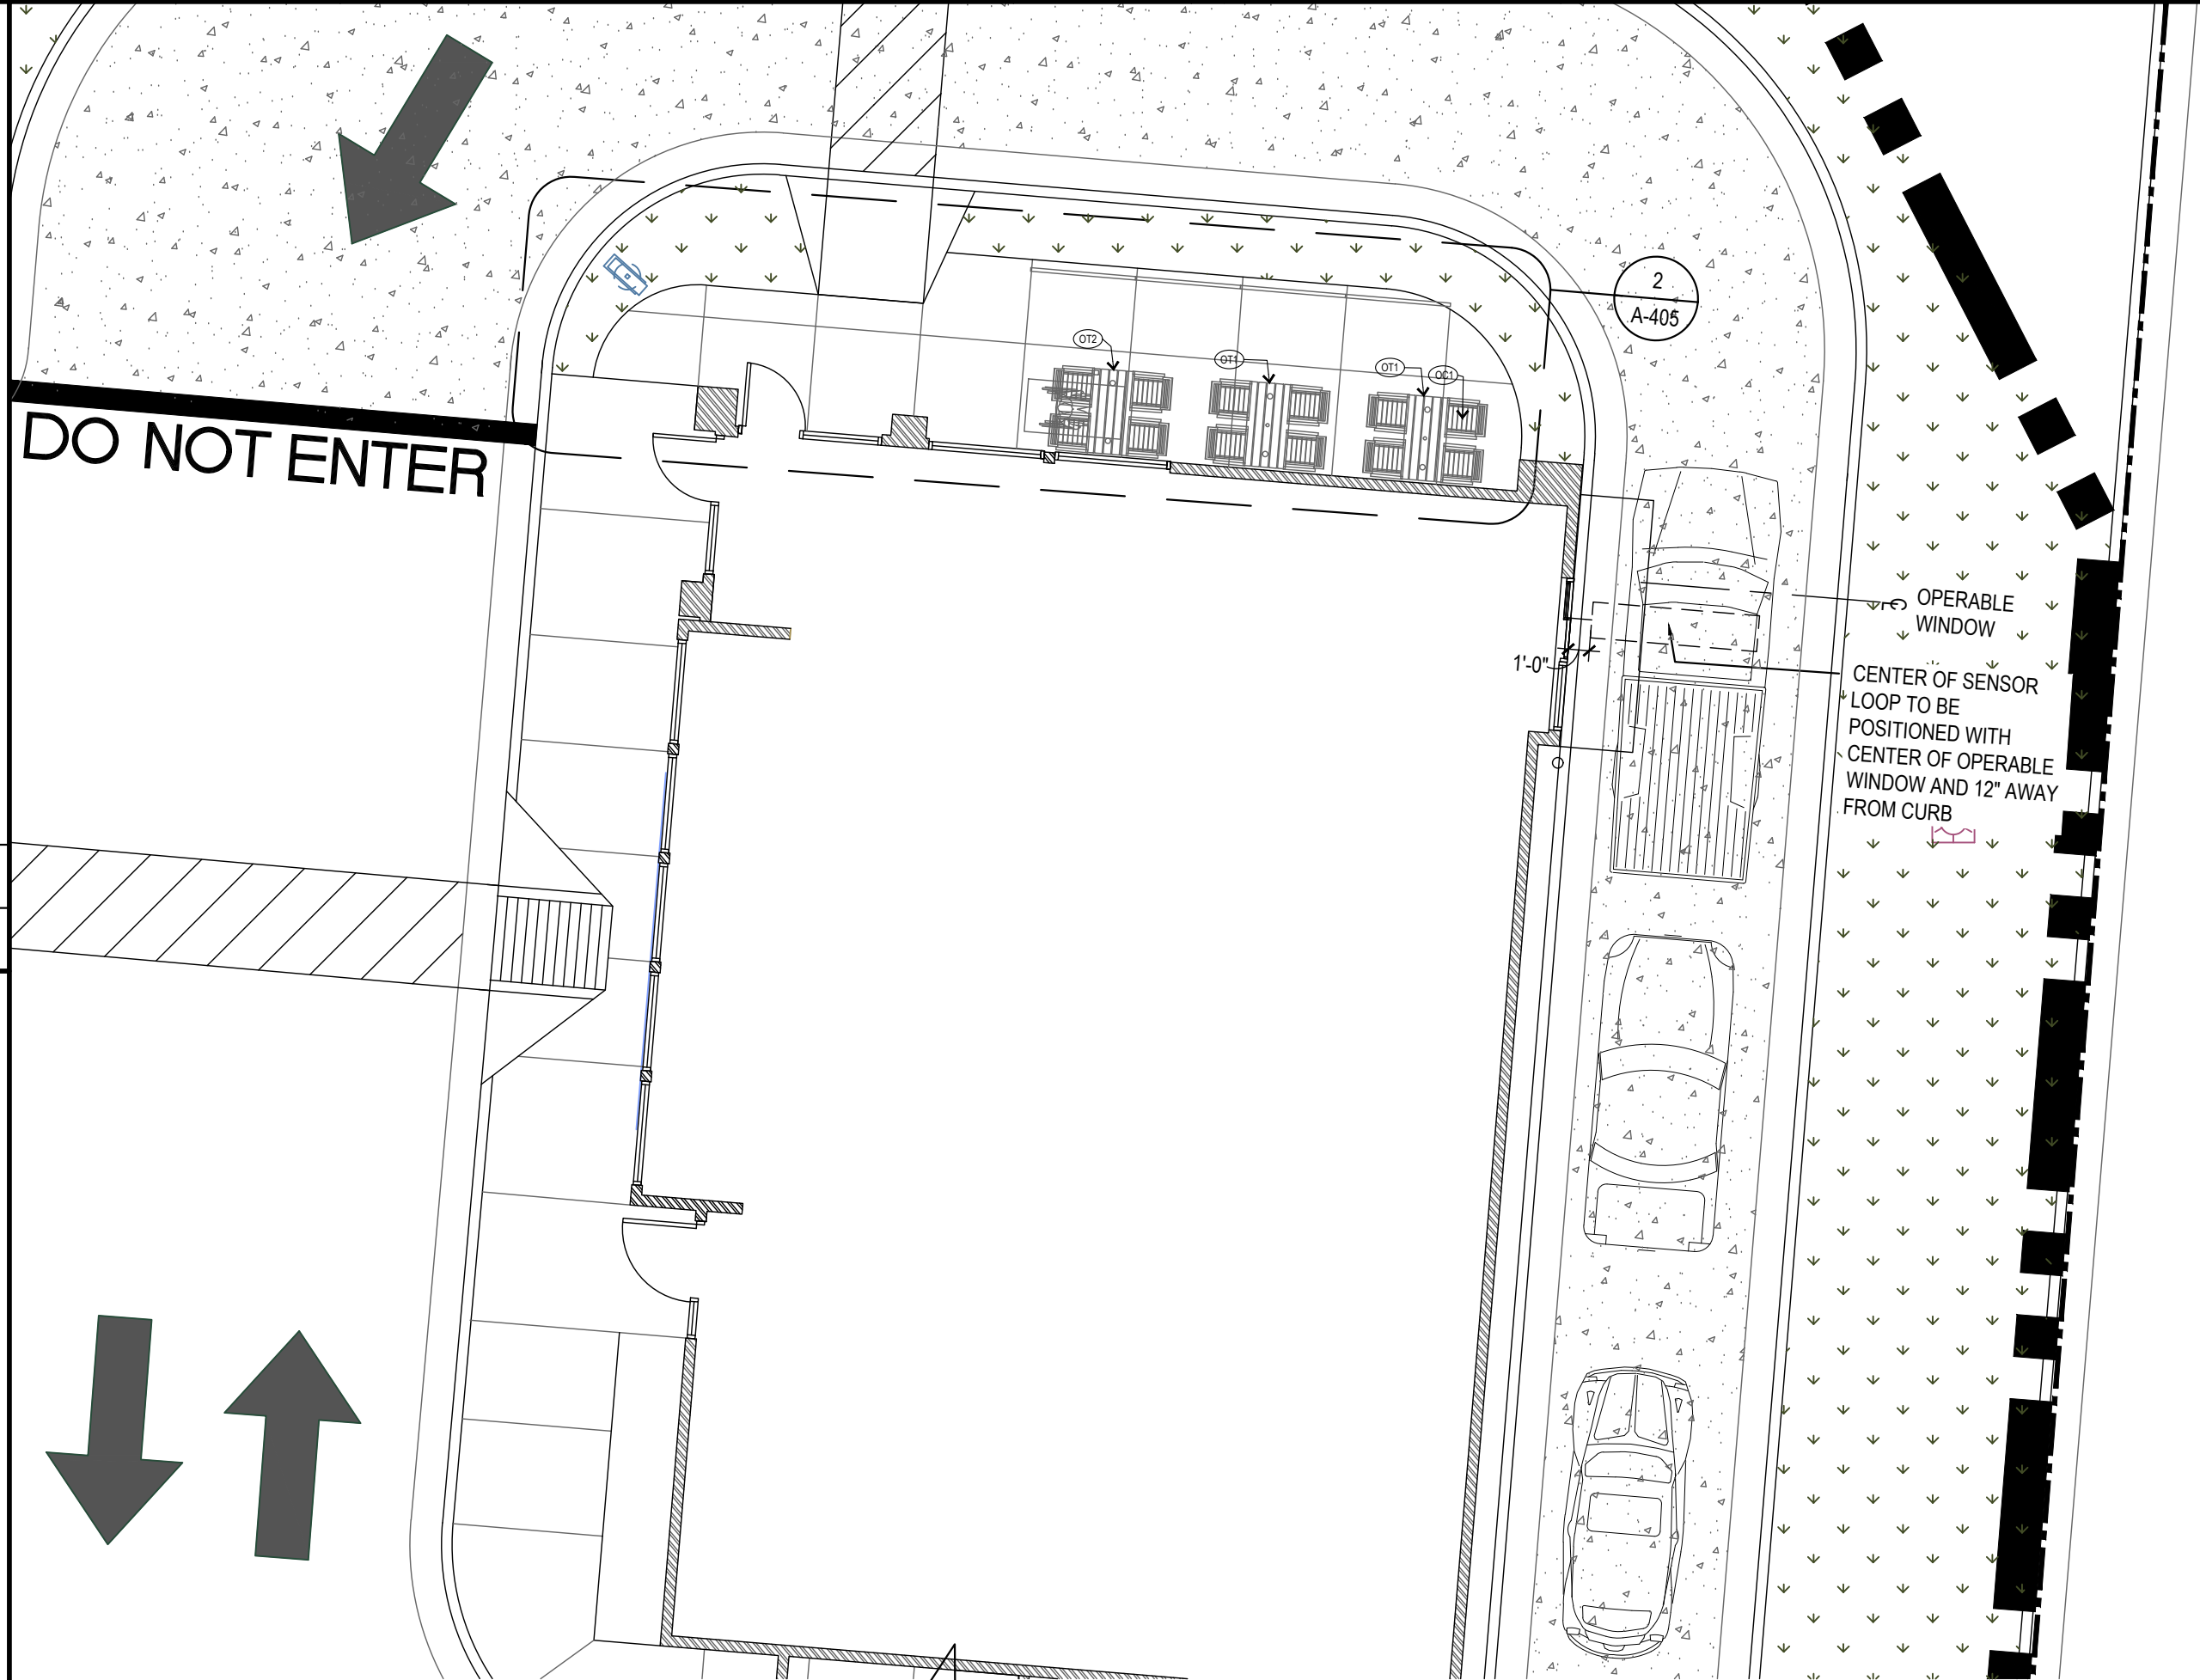 2
A-405
OT2
OT1
OT1
OC1
DO NOT ENTER
OPERABLE
WINDOW
1'-0"
CENTER OF SENSOR
LOOP TO BE
POSITIONED WITH
CENTER OF OPERABLE
WINDOW AND 12" AWAY
FROM CURB